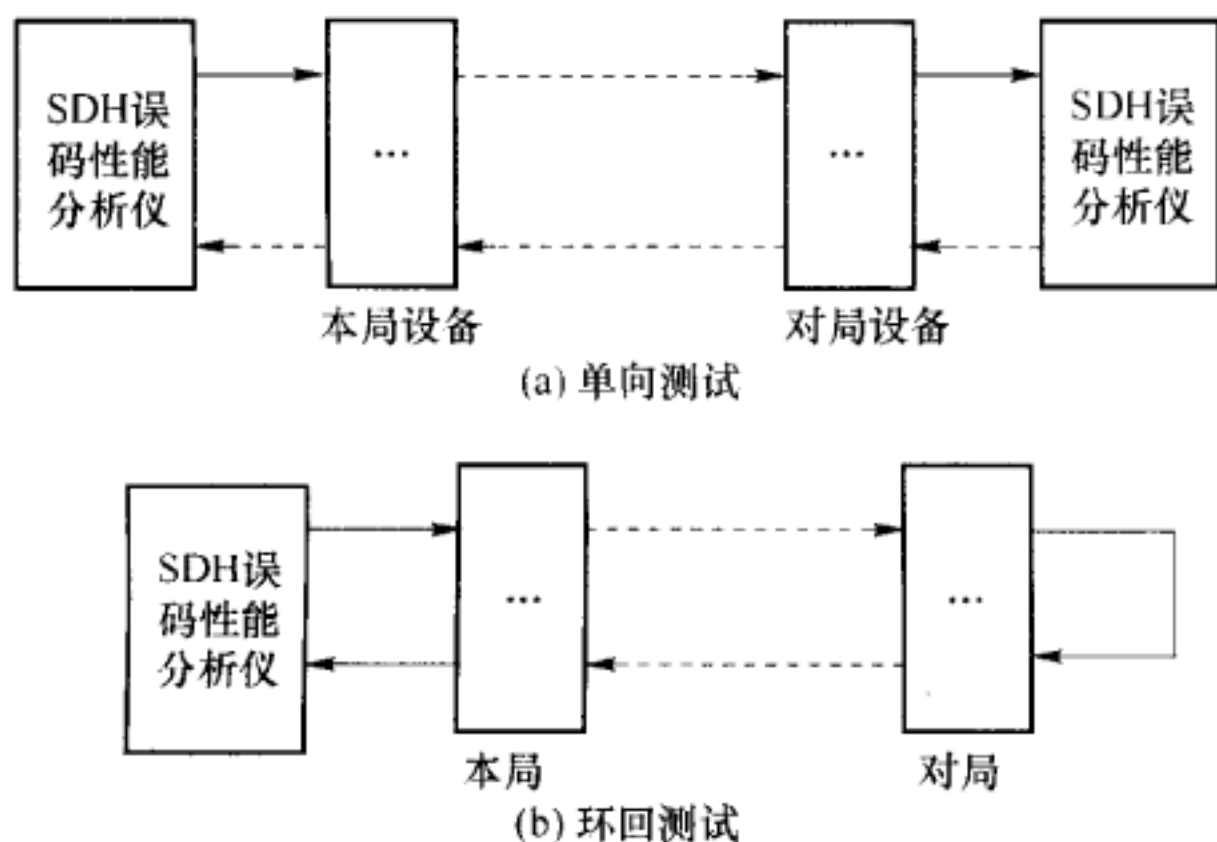 SDH误
码性能
分析仪
...
...
SDH误
码性能
分析仪
本局设备
对局设备
(a) 单向测试
SDH误
码性能
分析仪
...
...
本局
对局
(b) 环回测试